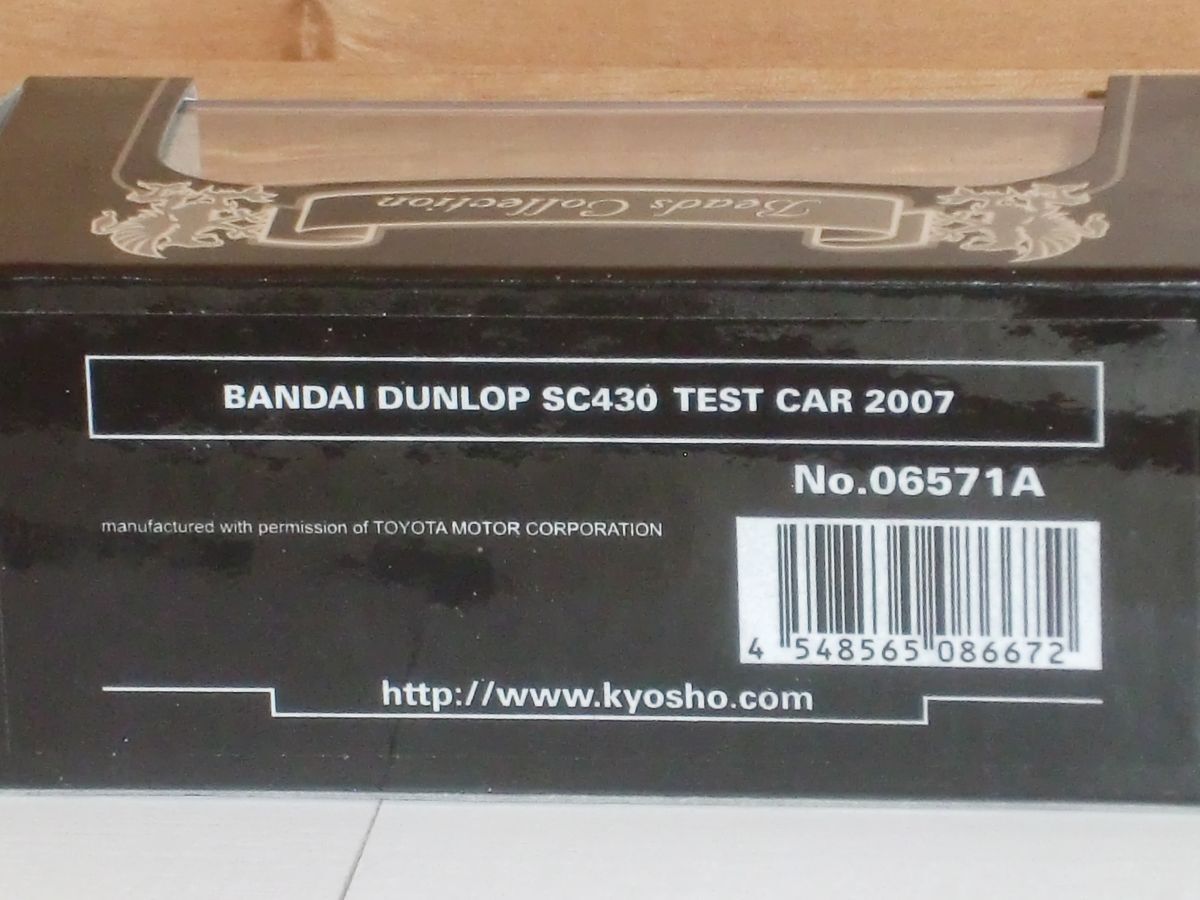 Beads Collection
BANDAI DUNLOP SC430 TEST CAR 2007
No.06571A
manufactured with permission of TOYOTA MOTOR CORPORATION
4 548565 086672
http://www.kyosho.com